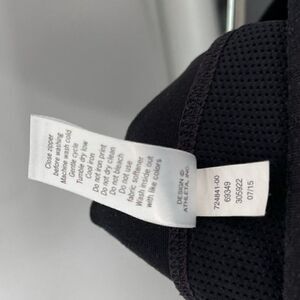 Close zipper
before washing
Machine wash cold
Gentle cycle
Tumble dry low
Cool iron
Do not iron print
Do not dry clean
Do not bleach
Do not use
fabric softener
Wash inside out
with like colors
DESIGN ©
ATHLETA, INC.
724841-00
69349
305922
07/15